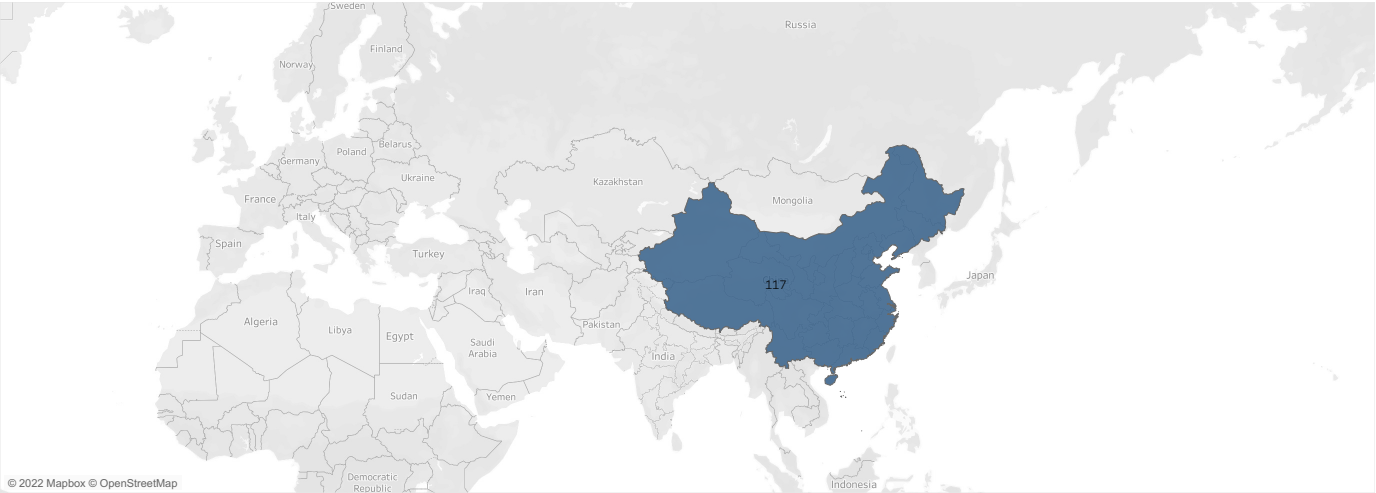 Sweden
Russia
Finland
Norway
Belarus
Poland
Germany
Ukraine
Kazakhstan
France
Mongolia
Italy
Spain
Turkey
Japan
117
Iraq
Iran
Algeria
Pakistan
Libya
Egypt
Saudi
Arabia
India
Sudan
Yemen
Democratic
Republic
Indonesia
© 2022 Mapbox © OpenStreetMap